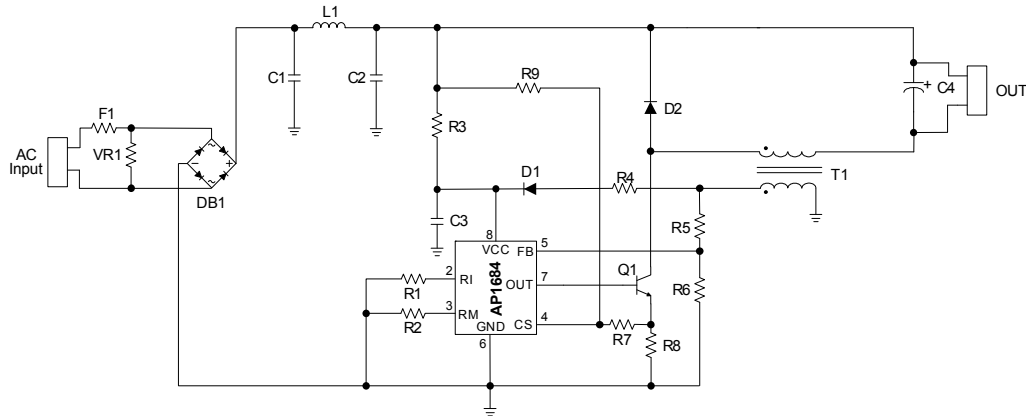 L1
C1
C2
R9
D2
C4
+
OUT
F1
R3
AC
Input
VR1
~
-
+
~
DB1
D1
R4
T1
C3
R5
8
VCC
FB
5
Q1
R6
R1
2
RI
AP1684
OUT
7
R2
3
RM
GND
CS
4
R7
R8
6